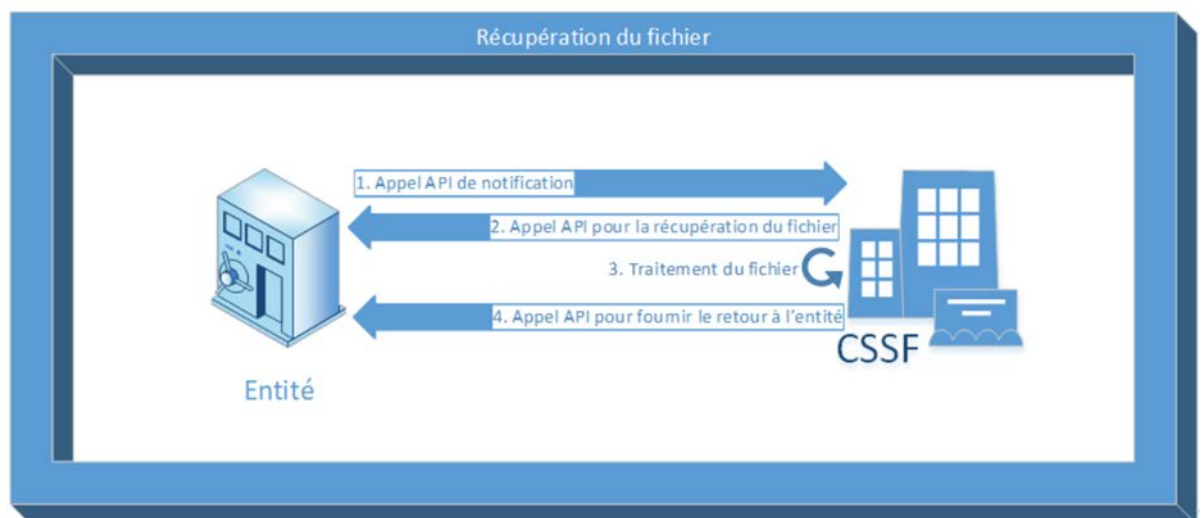 Récupération du fichier
1. Appel API de notification
2. Appel API pour la récupération du fichier
3. Traitement du fichier
4. Appel API pour fournir le retour à l'entité
CSSF
Entité